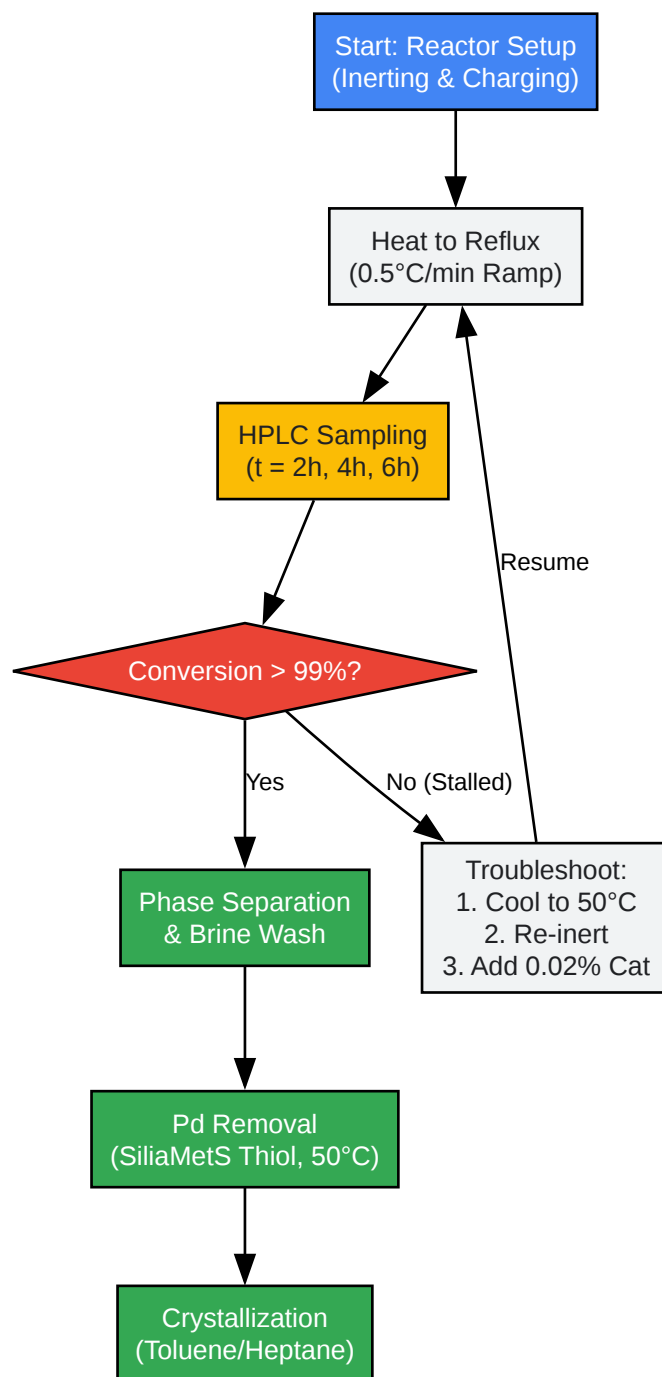 Start: Reactor Setup
(Inerting & Charging)
Heat to Reflux
(0.5°C/min Ramp)
HPLC Sampling
(t = 2h, 4h, 6h)
Resume
Conversion > 99%?
Yes
No (Stalled)
Phase Separation
& Brine Wash
Troubleshoot:
1. Cool to 50°C
2. Re-inert
3. Add 0.02% Cat
Pd Removal
(SiliaMetS Thiol, 50°C)
Crystallization
(Toluene/Heptane)